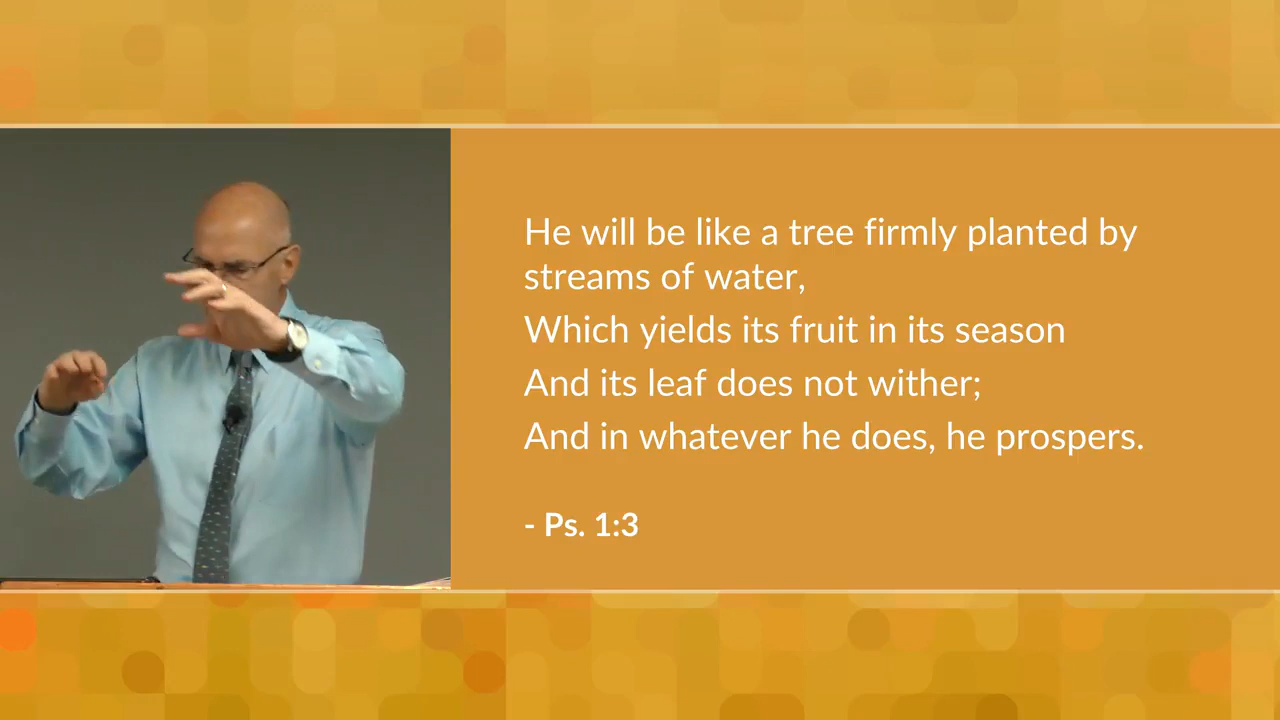 He will be like a tree firmly planted by
streams of water,
Which yields its fruit in its season
And its leaf does not wither;
And in whatever he does, he prospers.
- Ps. 1:3